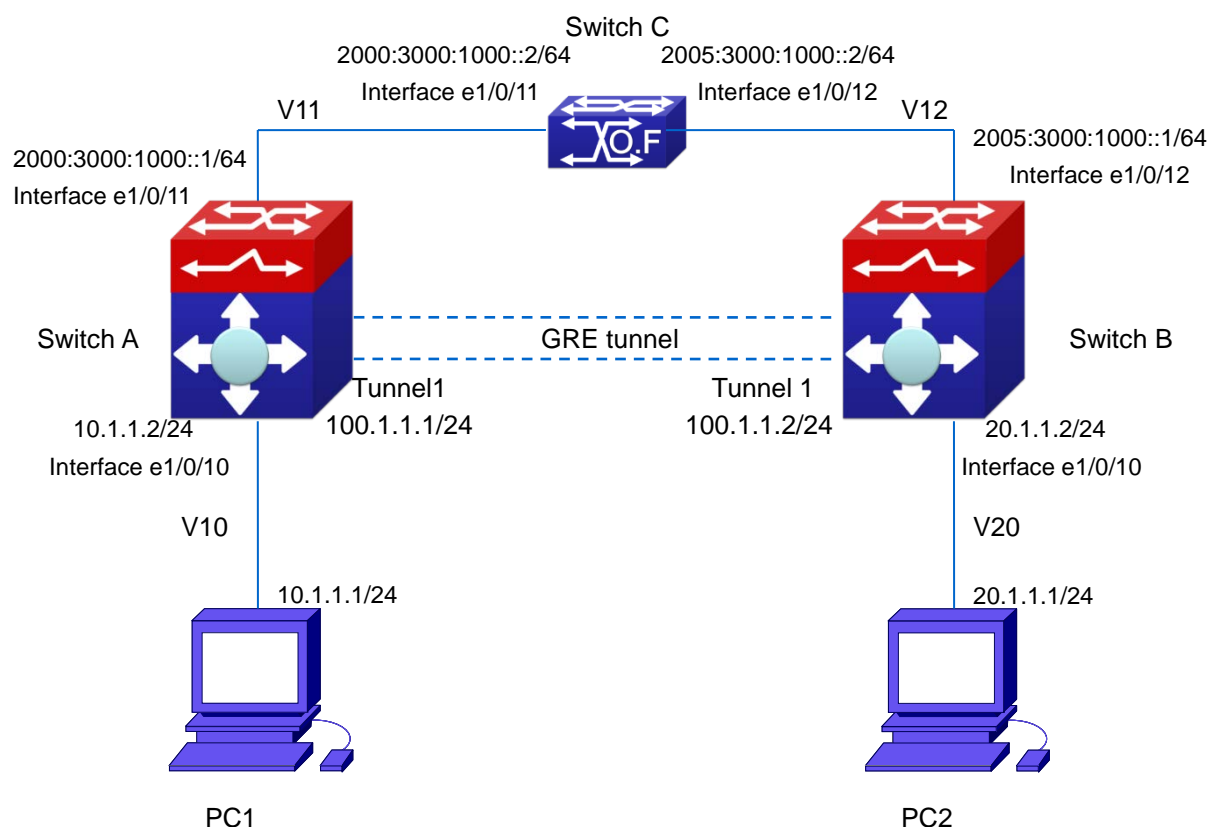 Switch C
2000:3000:1000::2/64
2005:3000:1000::2/64
Interface e1/0/11
Interface e1/0/12
V11
V12
O.F
2000:3000:1000::1/64
Interface e1/0/11
2005:3000:1000::1/64
Interface e1/0/12
Switch A
GRE tunnel
Switch B
Tunnel1
100.1.1.1/24
Tunnel 1
100.1.1.2/24
10.1.1.2/24
Interface e1/0/10
20.1.1.2/24
Interface e1/0/10
V10
V20
10.1.1.1/24
20.1.1.1/24
PC1
PC2